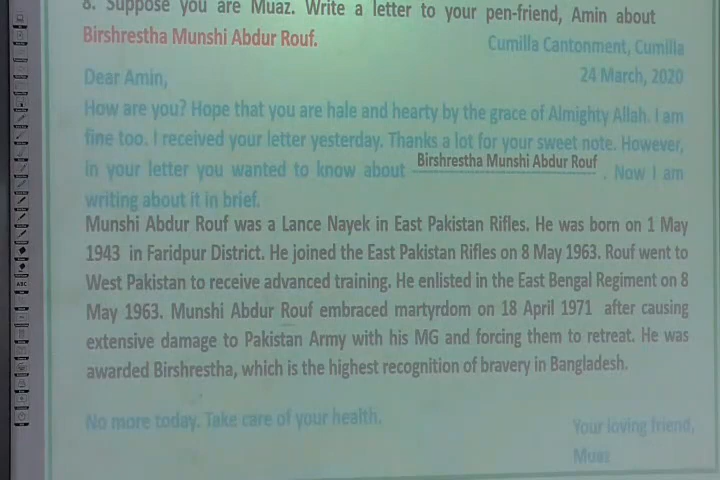 8. Suppose you are Muaz. Write a letter to your pen-friend, Amin about
Birshrestha Munshi Abdur Rouf.
Cumilla Cantonment, Cumilla
24 March, 2020
Dear Amin,
How are you? Hope that you are hale and hearty by the grace of Almighty Allah. I am
fine too. I received your letter yesterday. Thanks a lot for your sweet note. However,
in your letter you wanted to know about Birshrestha Munshi Abdur Rouf . Now I am
writing about it in brief.
Munshi Abdur Rouf was a Lance Nayek in East Pakistan Rifles. He was born on 1 May
1943 in Faridpur District. He joined the East Pakistan Rifles on 8 May 1963. Rouf went to
West Pakistan to receive advanced training. He enlisted in the East Bengal Regiment on 8
May 1963. Munshi Abdur Rouf embraced martyrdom on 18 April 1971 after causing
extensive damage to Pakistan Army with his MG and forcing them to retreat. He was
awarded Birshrestha, which is the highest recognition of bravery in Bangladesh.
No more today. Take care of your health.
Your loving friend,
Muaz
ABC